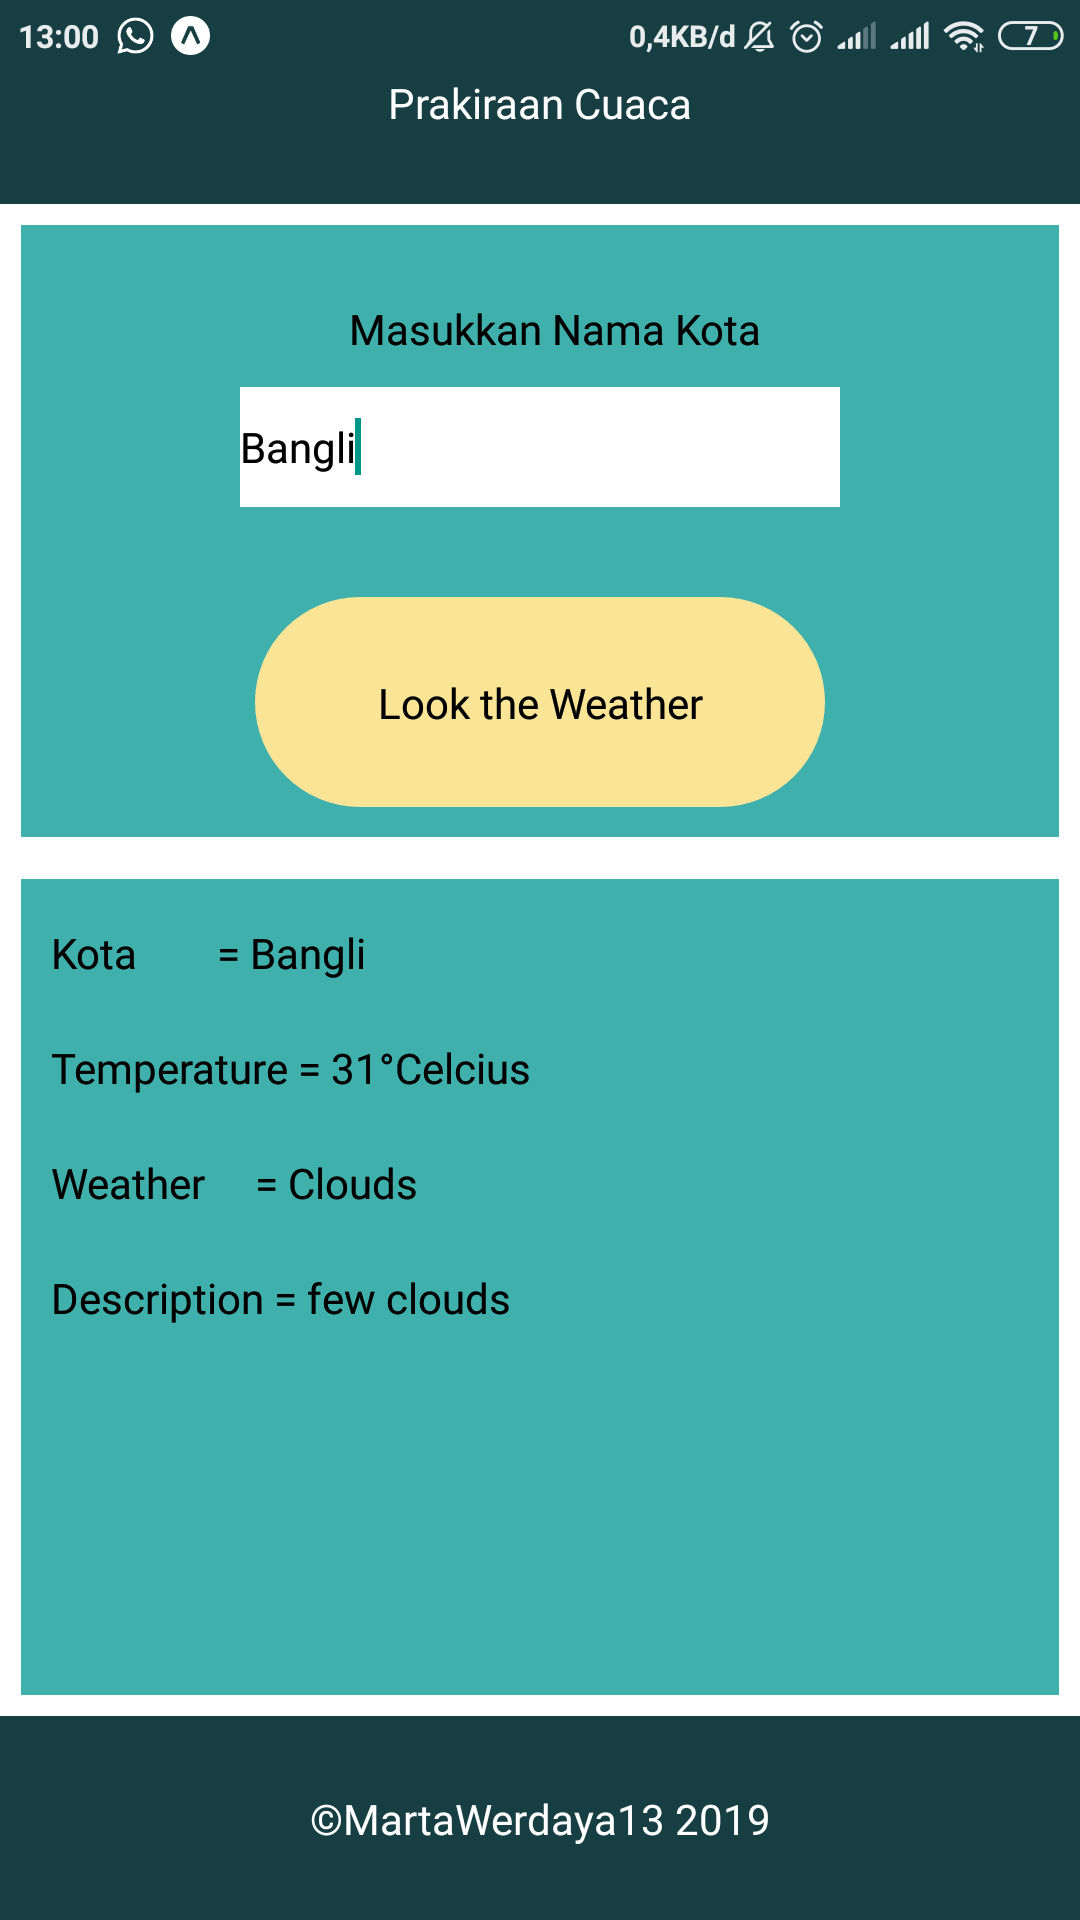 13:00 0,4KB/d 7
Prakiraan Cuaca
Masukkan Nama Kota
Bangli
Look the Weather
Kota = Bangli
Temperature = 31°Celcius
Weather = Clouds
Description = few clouds
©MartaWerdaya13 2019